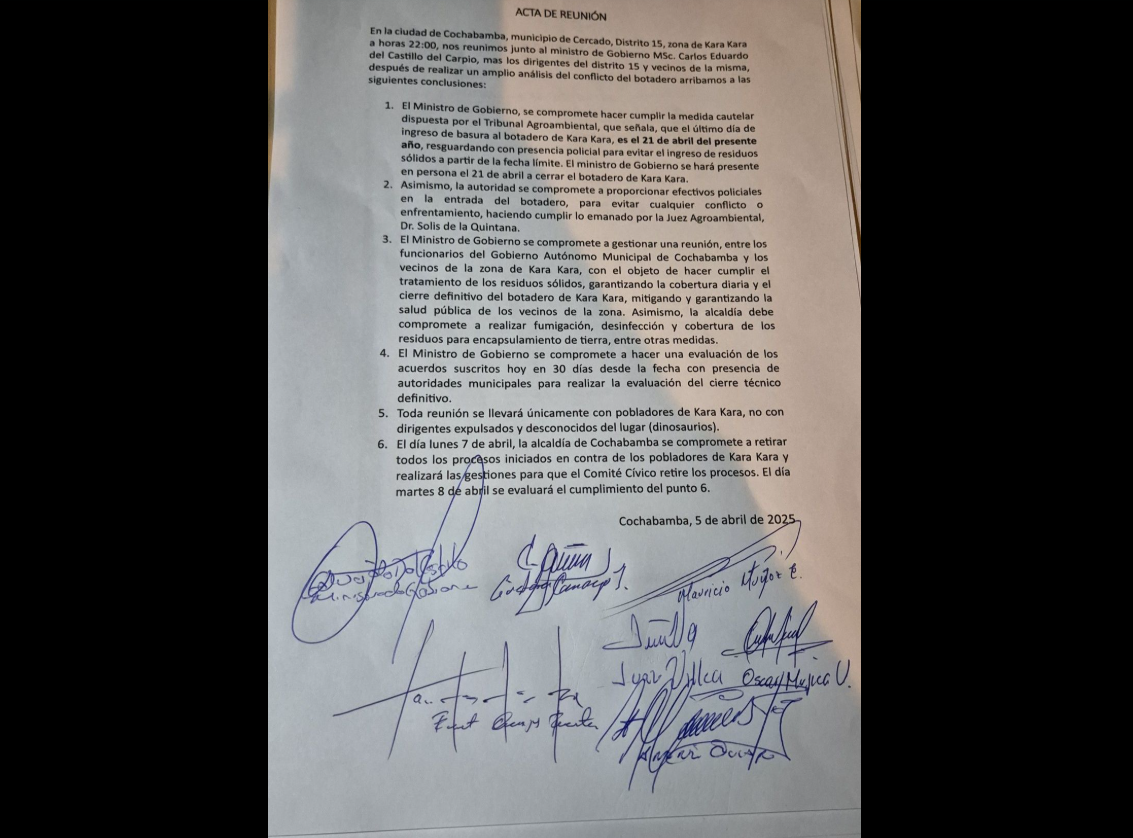 ACTA DE REUNIÓN
En la ciudad de Cochabamba, municipio de Cercado, Distrito 15, zona de Kara Kara
a horas 22:00, nos reunimos junto al ministro de Gobierno MSc. Carlos Eduardo
del Castillo del Carpio, mas los dirigentes del distrito 15 y vecinos de la misma,
después de realizar un amplio análisis del conflicto del botadero arribamos a las
siguientes conclusiones:
1. El Ministro de Gobierno, se compromete hacer cumplir la medida cautelar
dispuesta por el Tribunal Agroambiental, que señala, que el último día de
ingreso de basura al botadero de Kara Kara, es el 21 de abril del presente
año, resguardando con presencia policial para evitar el ingreso de residuos
sólidos a partir de la fecha límite. El ministro de Gobierno se hará presente
en persona el 21 de abril a cerrar el botadero de Kara Kara.
2. Asimismo, la autoridad se compromete a proporcionar efectivos policiales
en la entrada del botadero, para evitar cualquier conflicto o
enfrentamiento, haciendo cumplir lo emanado por la Juez Agroambiental,
Dr. Solis de la Quintana.
3. El Ministro de Gobierno se compromete a gestionar una reunión, entre los
funcionarios del Gobierno Autónomo Municipal de Cochabamba y los
vecinos de la zona de Kara Kara, con el objeto de hacer cumplir el
tratamiento de los residuos sólidos, garantizando la cobertura diaria y el
cierre definitivo del botadero de Kara Kara, mitigando y garantizando la
salud pública de los vecinos de la zona. Asimismo, la alcaldía debe
compromete a realizar fumigación, desinfección y cobertura de los
residuos para encapsulamiento de tierra, entre otras medidas.
4. El Ministro de Gobierno se compromete a hacer una evaluación de los
acuerdos suscritos hoy en 30 días desde la fecha con presencia de
autoridades municipales para realizar la evaluación del cierre técnico
definitivo.
5. Toda reunión se llevará únicamente con pobladores de Kara Kara, no con
dirigentes expulsados y desconocidos del lugar (dinosaurios).
6. El día lunes 7 de abril, la alcaldía de Cochabamba se compromete a retirar
todos los procesos iniciados en contra de los pobladores de Kara Kara y
realizará las gestiones para que el Comité Cívico retire los procesos. El día
martes 8 de abril se evaluará el cumplimiento del punto 6.
Cochabamba, 5 de abril de 2025
Mauricio Muñoz E.
Oscar Mujica V.